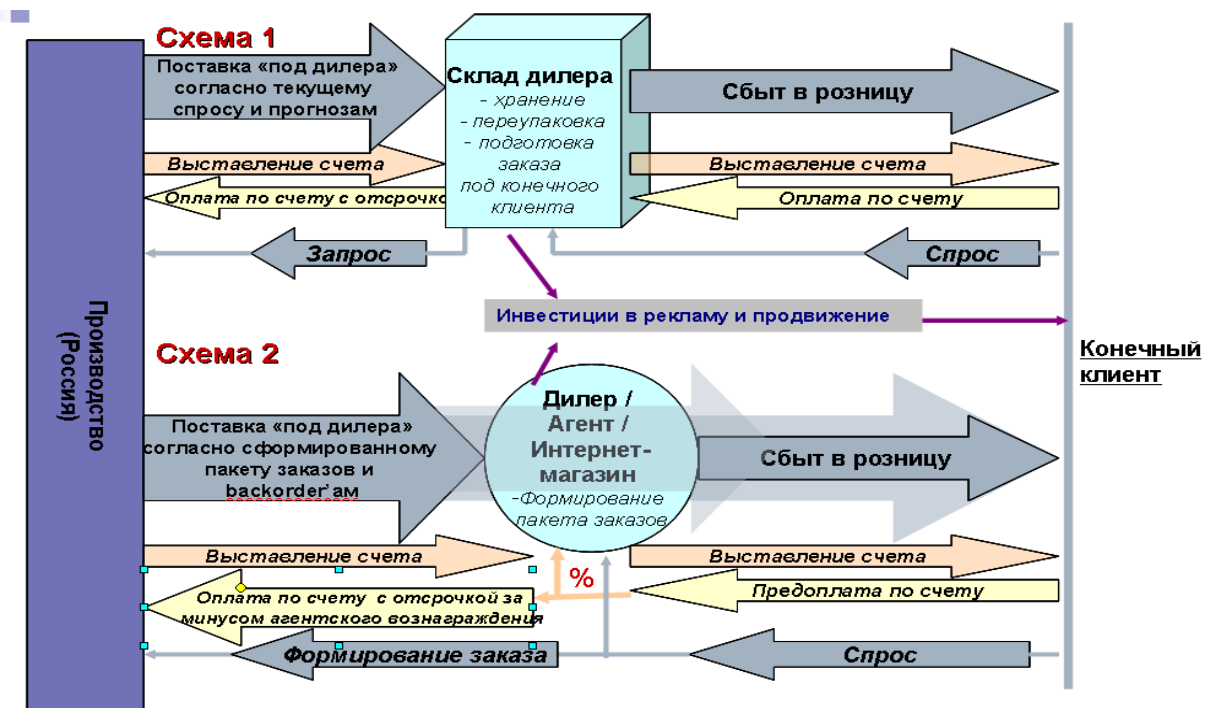 Схема 1
Поставка «под дилера»
согласно текущему
спросу и прогнозам
Выставление счета
Оплата по счету с отсрочко
Запрос
Склад дилера
- хранение
- переупаковка
- подготовка
заказа
под конечного
клиента
Сбыт в розницу
Выставление счета
Оплата по счету
Спрос
Инвестиции в рекламу и продвижение
Производство
(Россия)
Конечный
клиент
Схема 2
Поставка «под дилера»
согласно сформированному
пакету заказов и
backorder'ам
Выставление счета
Оплата по счету с отсрочкой за
минусом агентского вознаграждения
Формирование заказа
Дилер /
Агент /
Интернет-
магазин
-Формирование
пакета заказов
%
Сбыт в розницу
Выставление счета
Предоплата по счету
Спрос